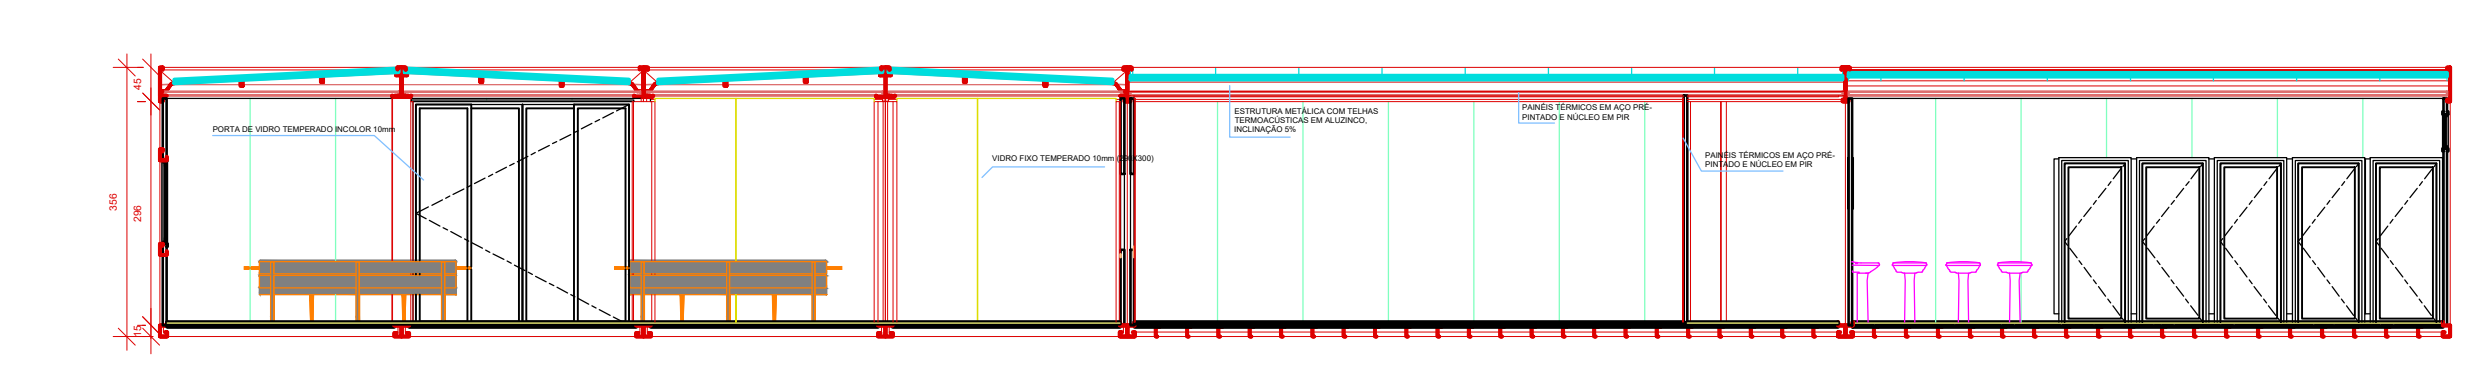 45
356
296
15
PORTA DE VIDRO TEMPERADO INCOLOR 10mm
VIDRO FIXO TEMPERADO 10mm (290X300)
ESTRUTURA METÁLICA COM TELHAS
TERMOACÚSTICAS EM ALUZINCO,
INCLINAÇÃO 5%
PAINÉIS TÉRMICOS EM AÇO PRÉ-
PINTADO E NÚCLEO EM PIR
PAINÉIS TÉRMICOS EM AÇO PRÉ-
PINTADO E NÚCLEO EM PIR